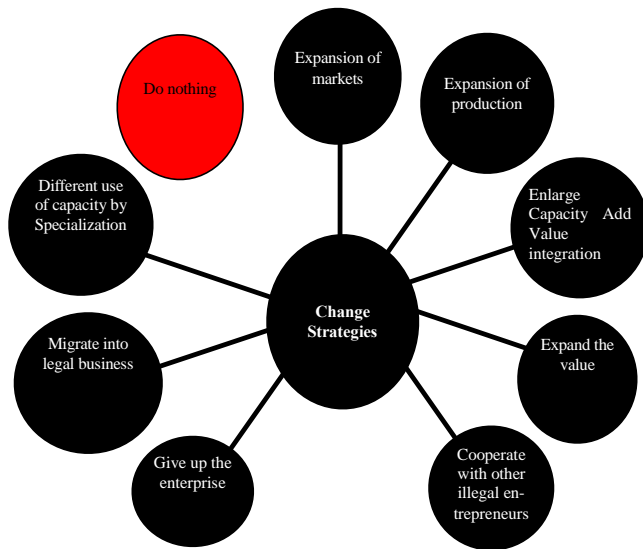 Do nothing
Expansion of
markets
Expansion of
production
Different use
of capacity by
Specialization
Enlarge
Capacity Add
Value
integration
Change
Strategies
Migrate into
legal business
Expand the
value
Give up the
enterprise
Cooperate
with other
illegal en-
trepreneurs